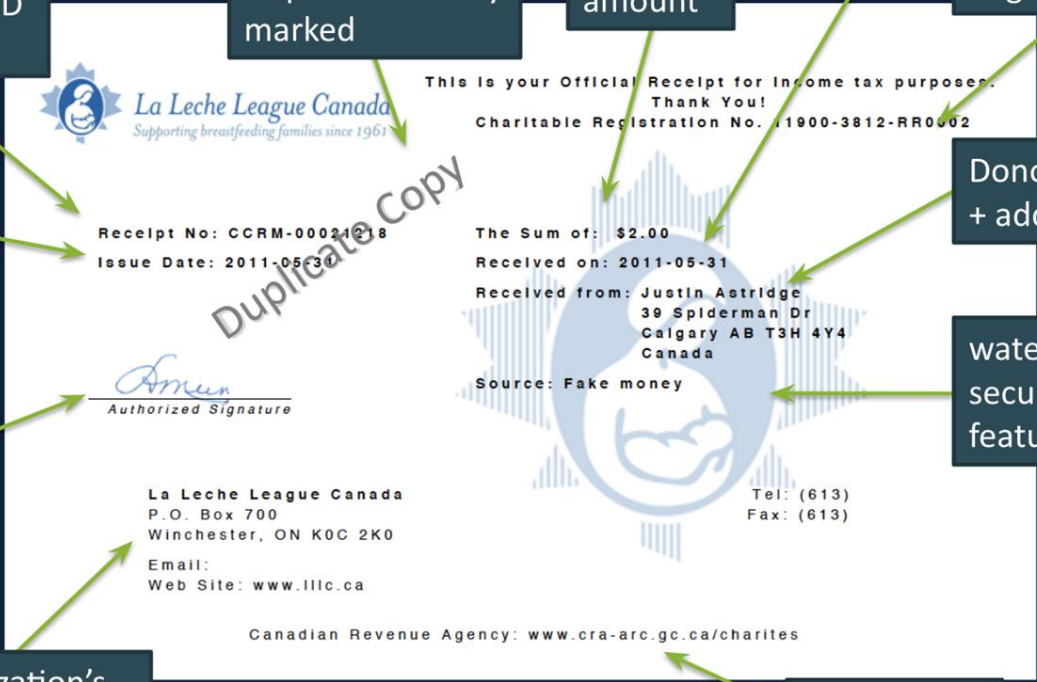 D
marked
amount
La Leche League Canada
Supporting breastfeeding families since 1961
This is your Official Receipt for income tax purposes.
Thank You!
Charitable Registration No. 11900-3812-RR0002
Duplicate Copy
Receipt No: CCRM-00021218
Issue Date: 2011-05-31
The Sum of: $2.00
Received on: 2011-05-31
Received from: Justin Astridge
39 Spiderman Dr
Calgary AB T3H 4Y4
Canada
Source: Fake money
Authorized Signature
La Leche League Canada
P.O. Box 700
Winchester, ON K0C 2K0
Email:
Web Site: www.lllc.ca
Tel: (613)
Fax: (613)
Canadian Revenue Agency: www.cra-arc.gc.ca/charites
Dono
+ add
wate
secu
featu
zation's